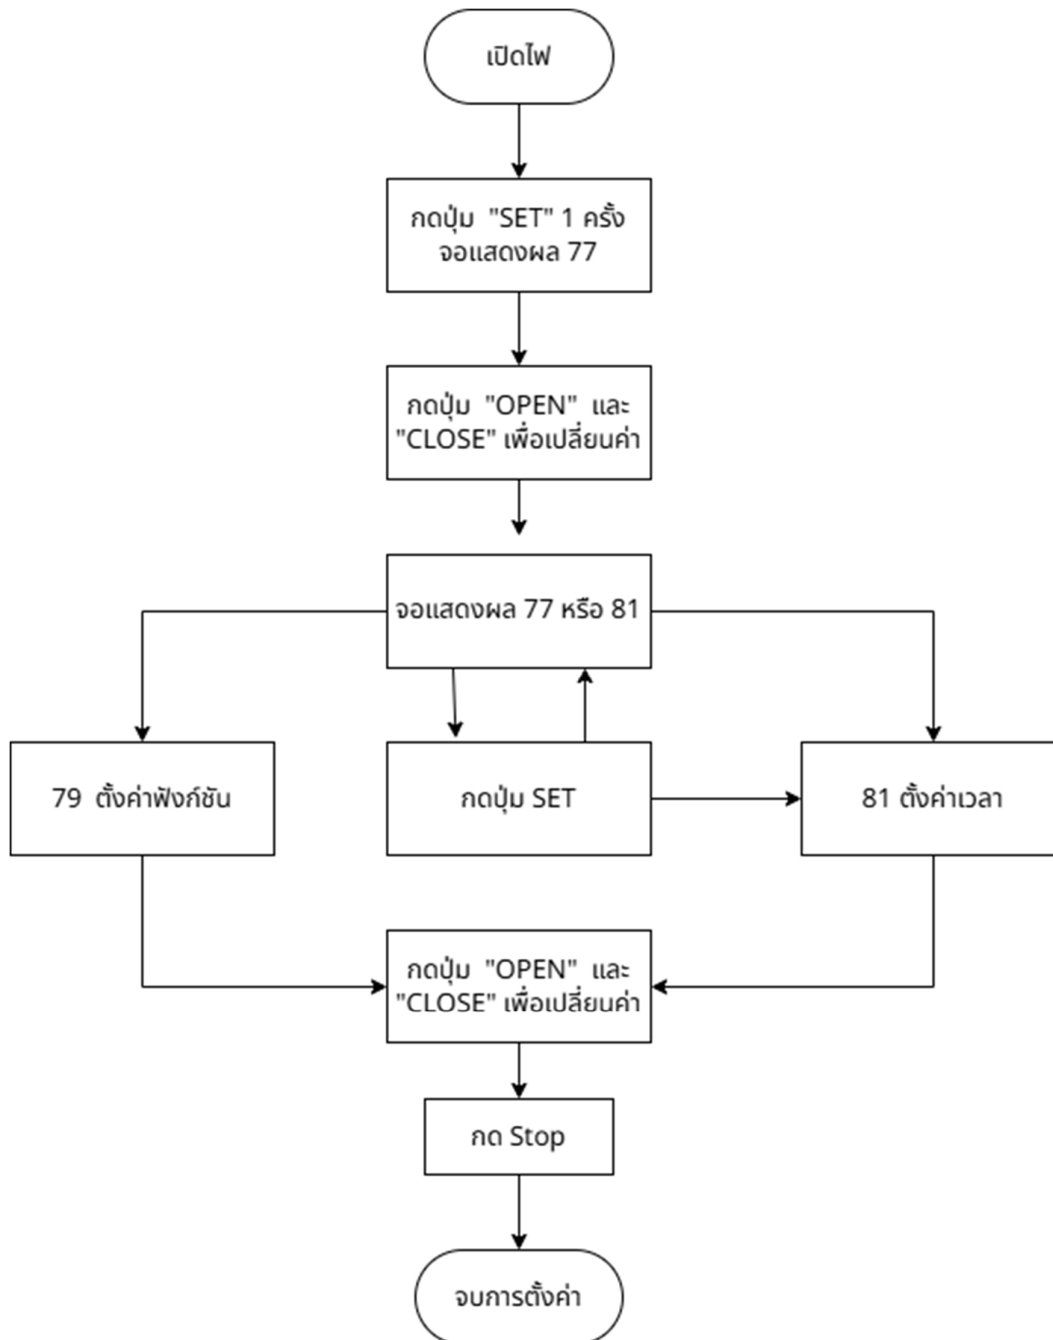 เปิดไฟ
กดปุ่ม "SET" 1 ครั้ง
จอแสดงผล 77
กดปุ่ม "OPEN" และ
"CLOSE" เพื่อเปลี่ยนค่า
จอแสดงผล 77 หรือ 81
79 ตั้งค่าฟังก์ชัน
กดปุ่ม SET
81 ตั้งค่าเวลา
กดปุ่ม "OPEN" และ
"CLOSE" เพื่อเปลี่ยนค่า
กด Stop
จบการตั้งค่า